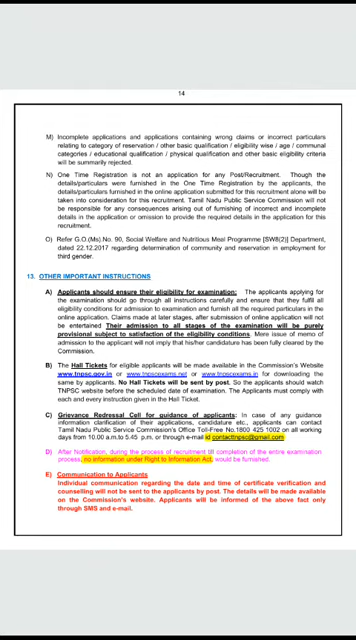 14
M) Incomplete applications and applications containing wrong claims or incorrect particulars
relating to category of reservation / other basic qualification / eligibility wise / age / communal
categories / educational qualification / physical qualification and other basic eligibility criteria
will be summarily rejected.
N) One Time Registration is not an application for any Post/Recruitment. Though the
details/particulars were furnished in the One Time Registration by the applicants, the
details/particulars furnished in the online application submitted for this recruitment alone will be
taken into consideration for this recruitment. Tamil Nadu Public Service Commission will not
be responsible for any consequences arising out of furnishing of incorrect and incomplete
details in the application or omission to provide the required details in the application for this
recruitment.
O) Refer G.O.(Ms).No. 90, Social Welfare and Nutritious Meal Programme [SW8(2)] Department,
dated 22.12.2017 regarding determination of community and reservation in employment for
third gender.
13. OTHER IMPORTANT INSTRUCTIONS
A) Applicants should ensure their eligibility for examination: The applicants applying for
the examination should go through all instructions carefully and ensure that they fulfil all
eligibility conditions for admission to examination and furnish all the required particulars in the
online application. Claims made at later stages, after submission of online application will not
be entertained Their admission to all stages of the examination will be purely
provisional subject to satisfaction of the eligibility conditions. Mere issue of memo of
admission to the applicant will not imply that his/her candidature has been fully cleared by the
Commission.
B) The Hall Tickets for eligible applicants will be made available in the Commission's Website
www.tnpsc.gov.in or www.tnpscexams.net or www.tnpscexams.in for downloading the
same by applicants. No Hall Tickets will be sent by post. So the applicants should watch
TNPSC website before the scheduled date of examination. The Applicants must comply with
each and every instruction given in the Hall Ticket.
C) Grievance Redressal Cell for guidance of applicants: In case of any guidance
information clarification of their applications, candidature etc., applicants can contact
Tamil Nadu Public Service Commission's Office Toll-Free No.1800 425 1002 on all working
days from 10.00 a.m.to 5.45 p.m. or through e-mail id contacttnpsc@gmail.com
D) After Notification, during the process of recruitment till completion of the entire examination
process, no information under Right to Information Act, would be furnished.
E) Communication to Applicants
Individual communication regarding the date and time of certificate verification and
counselling will not be sent to the applicants by post. The details will be made available
on the Commission's website. Applicants will be informed of the above fact only
through SMS and e-mail.